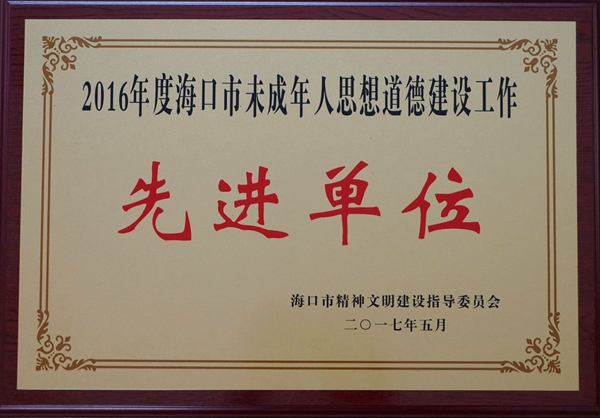 2016年度海口市未成年人思想道德建设工作
先进单位
海口市精神文明建设指导委员会
二〇一七年五月